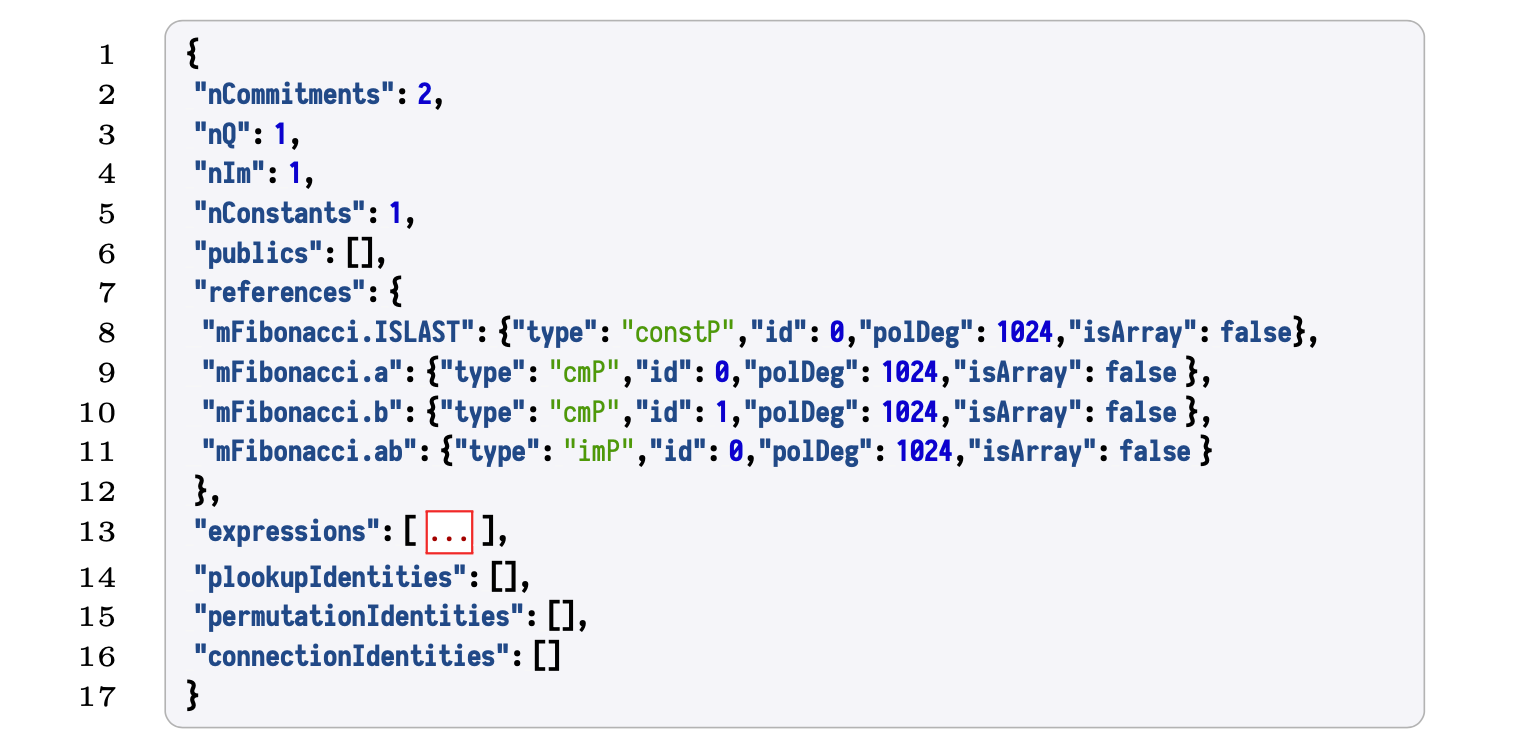 1 {
2 "nCommitments": 2,
3 "nQ": 1,
4 "nIm": 1,
5 "nConstants": 1,
6 "publics": [],
7 "references": {
8 "mFibonacci.ISLAST": {"type": "constP","id": 0,"polDeg": 1024,"isArray": false},
9 "mFibonacci.a": {"type": "cmP","id": 0,"polDeg": 1024,"isArray": false },
10 "mFibonacci.b": {"type": "cmP","id": 1,"polDeg": 1024,"isArray": false },
11 "mFibonacci.ab": {"type": "imP","id": 0,"polDeg": 1024,"isArray": false }
12 },
13 "expressions": [ ... ],
14 "plookupIdentities": [],
15 "permutationIdentities": [],
16 "connectionIdentities": []
17 }